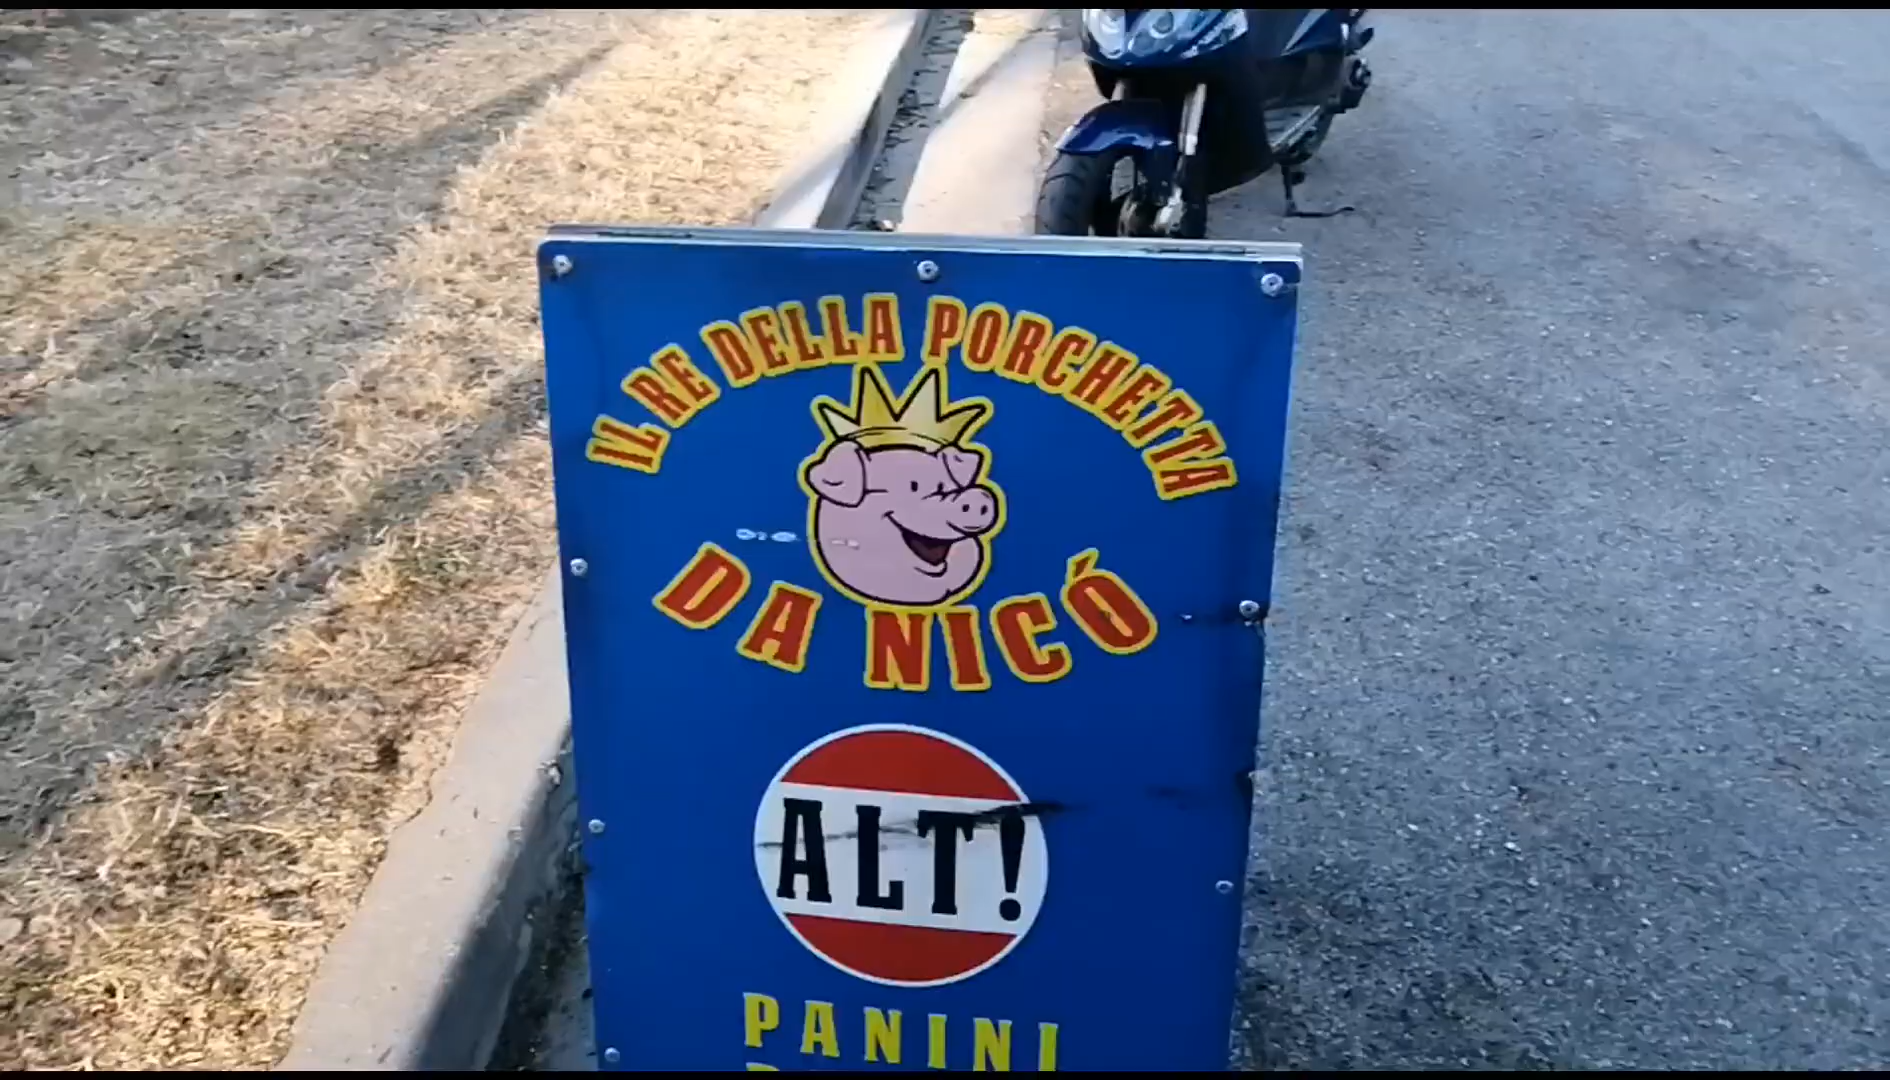 IL RE DELLA PORCHETTA
DA NICÓ
ALT!
PANINI